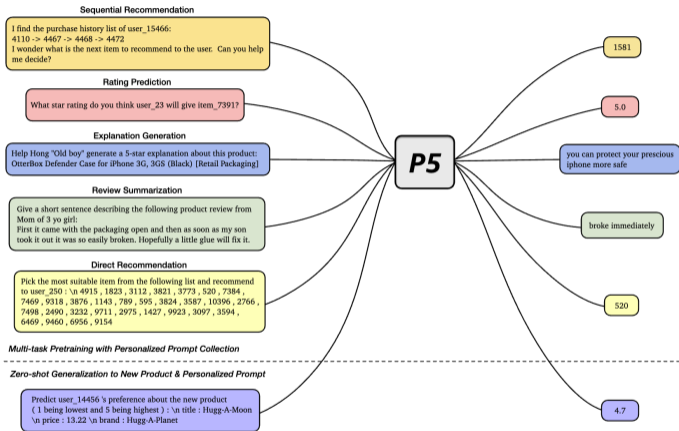 Sequential Recommendation
I find the purchase history list of user_15466:
4110 -> 4467 -> 4468 -> 4472
I wonder what is the next item to recommend to the user. Can you help
me decide?
1581
Rating Prediction
What star rating do you think user_23 will give item_7391?
5.0
Explanation Generation
Help Hong "Old boy" generate a 5-star explanation about this product:
OtterBox Defender Case for iPhone 3G, 3GS (Black) [Retail Packaging]
P5
you can protect your prescious
iphone more safe
Review Summarization
Give a short sentence describing the following product review from
Mom of 3 yo girl:
First it came with the packaging open and then as soon as my son
took it out it was so easily broken. Hopefully a little glue will fix it.
broke immediately
Direct Recommendation
Pick the most suitable item from the following list and recommend
to user_250 : \n 4915 , 1823 , 3112 , 3821 , 3773 , 520 , 7384 ,
7469 , 9318 , 3876 , 1143 , 789 , 595 , 3824 , 3587 , 10396 , 2766 ,
7498 , 2490 , 3232 , 9711 , 2975 , 1427 , 9923 , 3097 , 3594 ,
6469 , 9460 , 6956 , 9154
520
Multi-task Pretraining with Personalized Prompt Collection
Zero-shot Generalization to New Product & Personalized Prompt
Predict user_14456 's preference about the new product
( 1 being lowest and 5 being highest ) : \n title : Hugg-A-Moon
\n price : 13.22 \n brand : Hugg-A-Planet
4.7